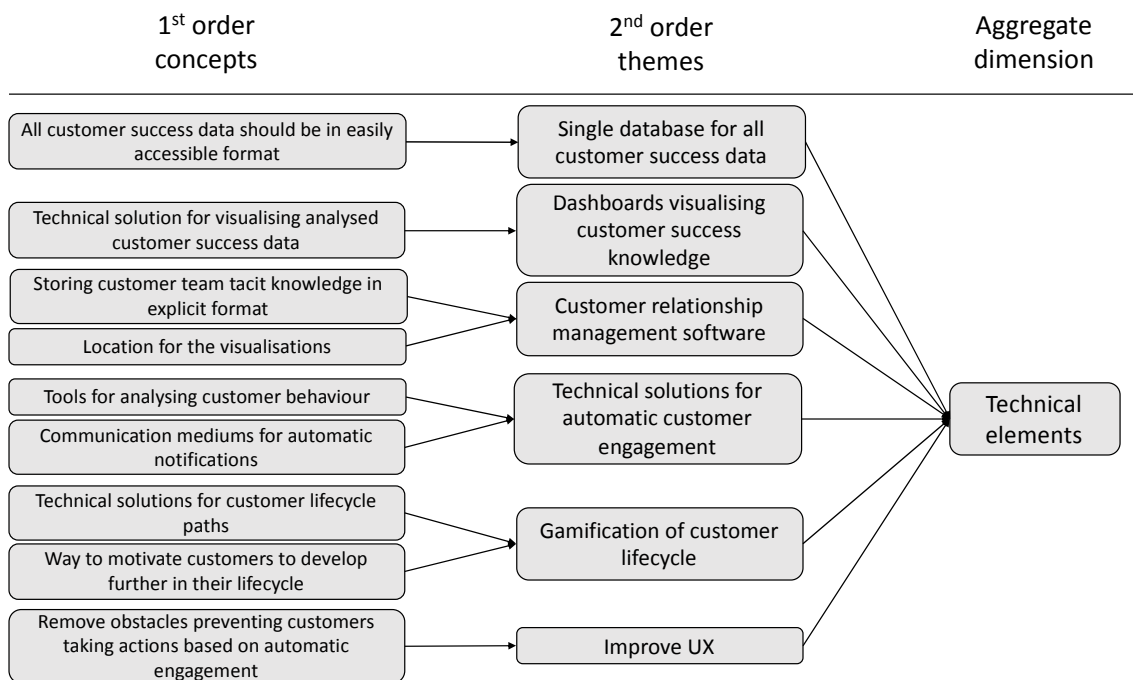 1st order
concepts
2nd order
themes
Aggregate
dimension
All customer success data should be in easily
accessible format
Single database for all
customer success data
Technical solution for visualising analysed
customer success data
Dashboards visualising
customer success
knowledge
Storing customer team tacit knowledge in
explicit format
Location for the visualisations
Customer relationship
management software
Tools for analysing customer behaviour
Communication mediums for automatic
notifications
Technical solutions for
automatic customer
engagement
Technical solutions for customer lifecycle
paths
Way to motivate customers to develop
further in their lifecycle
Gamification of customer
lifecycle
Remove obstacles preventing customers
taking actions based on automatic
engagement
Improve UX
Technical
elements